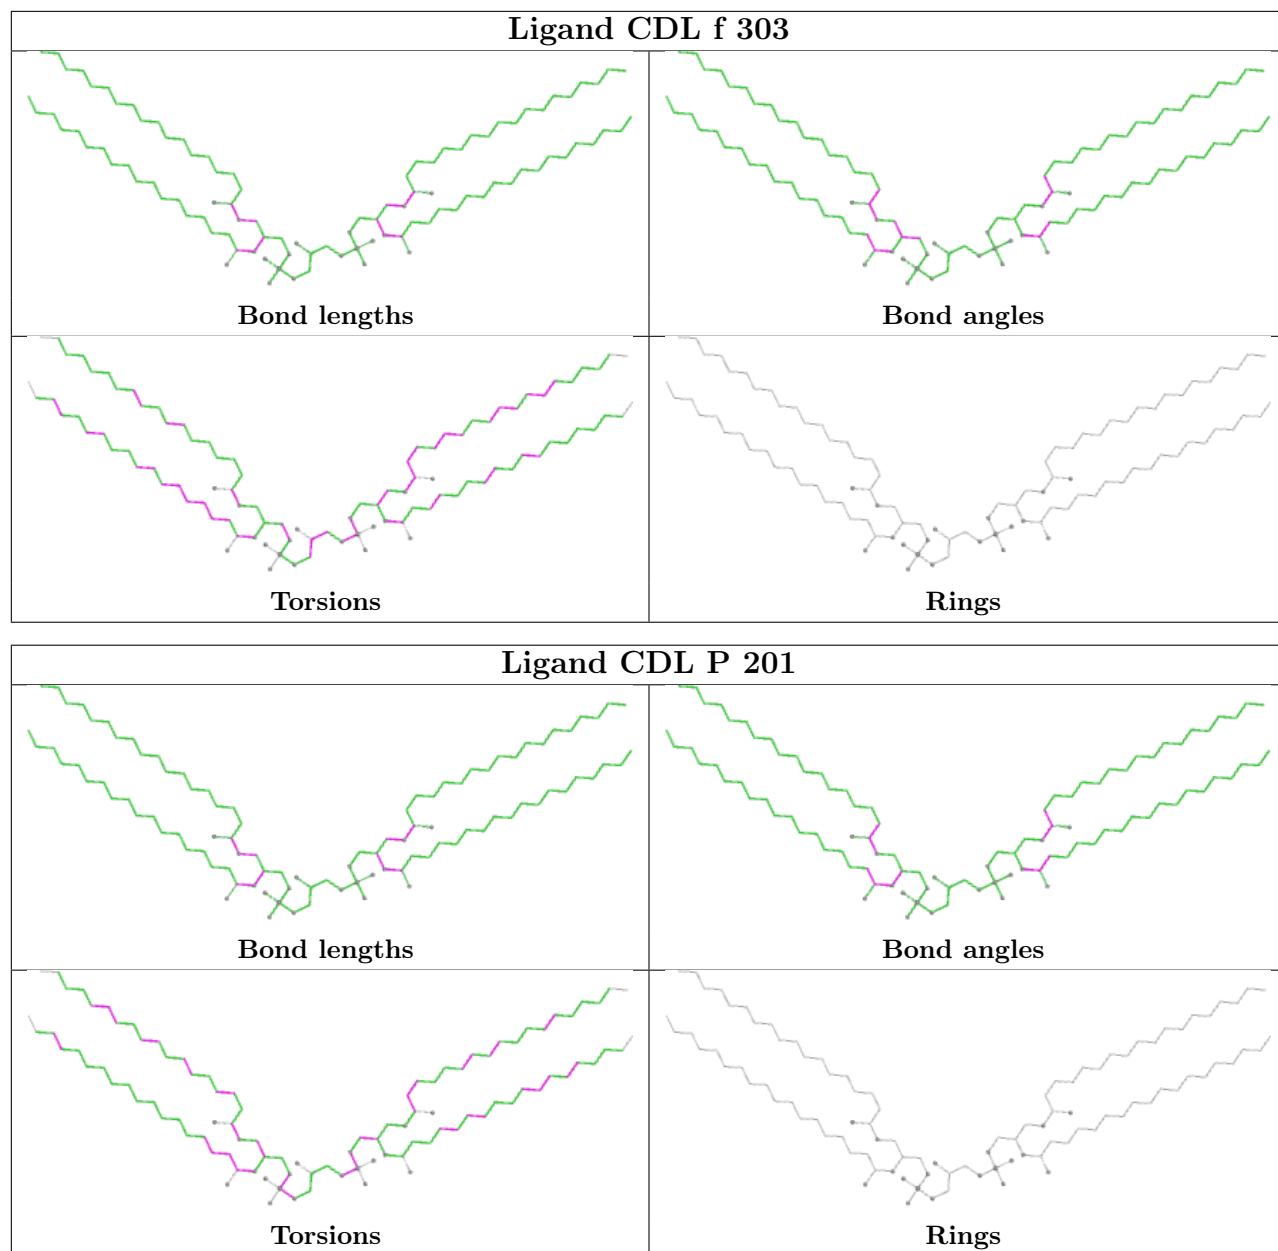 Ligand CDL f 303
Bond lengths
Bond angles
Torsions
Rings
Ligand CDL P 201
Bond lengths
Bond angles
Torsions
Rings